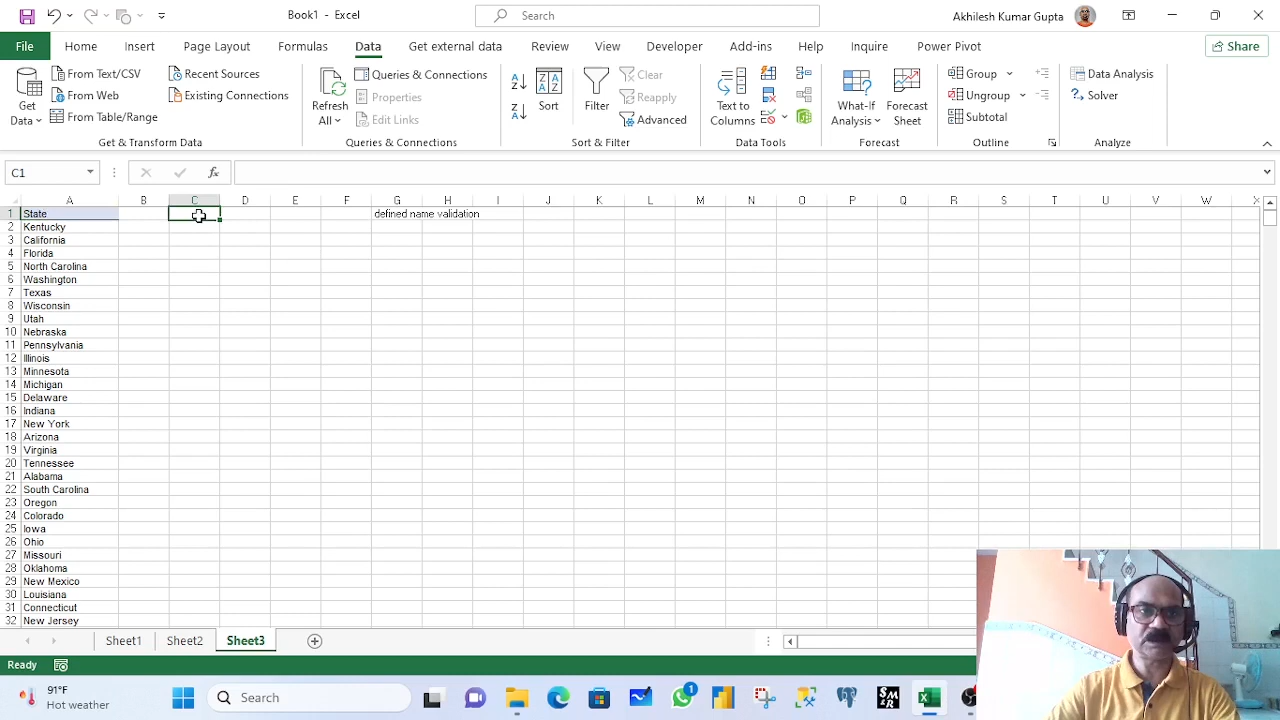 Book1 - Excel
Search
Akhilesh Kumar Gupta
File Home Insert Page Layout Formulas Data Get external data Review View Developer Add-ins Help Inquire Power Pivot Share
Get Data
From Text/CSV
From Web
From Table/Range
Recent Sources
Existing Connections
Get & Transform Data
Refresh All
Queries & Connections
Properties
Edit Links
Queries & Connections
Sort
Filter
Clear
Reapply
Advanced
Sort & Filter
Text to Columns
Data Tools
What-If Analysis
Forecast Sheet
Forecast
Group
Ungroup
Subtotal
Outline
Data Analysis
Solver
Analyze
C1 fx
A B C D E F G H I J K L M N O P Q R S T U V W X
1 State defined name validation
2 Kentucky
3 California
4 Florida
5 North Carolina
6 Washington
7 Texas
8 Wisconsin
9 Utah
10 Nebraska
11 Pennsylvania
12 Illinois
13 Minnesota
14 Michigan
15 Delaware
16 Indiana
17 New York
18 Arizona
19 Virginia
20 Tennessee
21 Alabama
22 South Carolina
23 Oregon
24 Colorado
25 Iowa
26 Ohio
27 Missouri
28 Oklahoma
29 New Mexico
30 Louisiana
31 Connecticut
32 New Jersey
Sheet1 Sheet2 Sheet3
Ready
91°F
Hot weather
Search
1